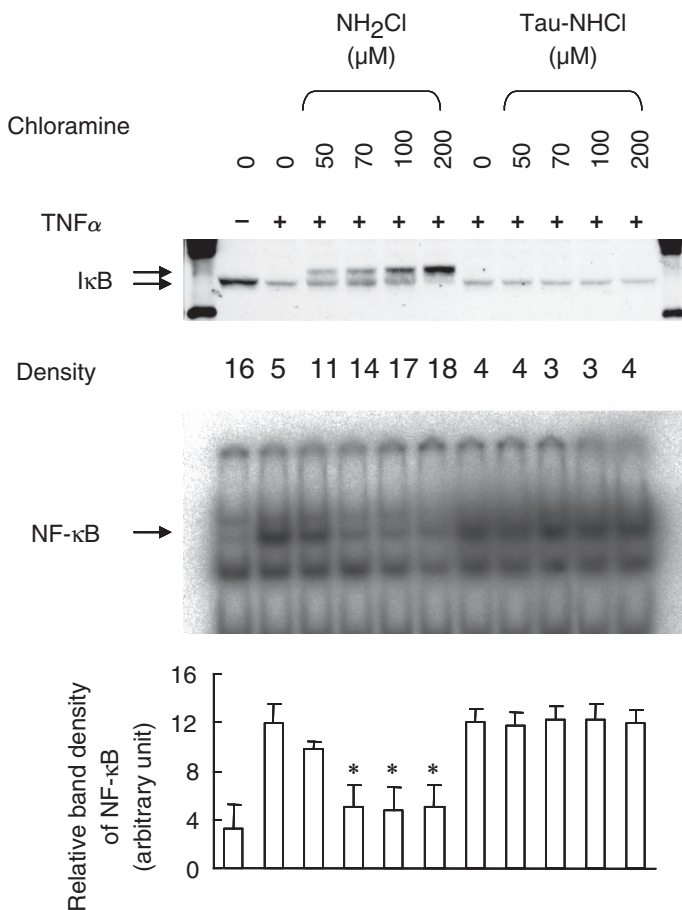 NH2Cl Tau-NHCl
(µM) (µM)
Chloramine 0 0 50 70 100 200 0 50 70 100 200
TNFα − + + + + + + + + + +
IκB
Density 16 5 11 14 17 18 4 4 3 3 4
NF-κB
Relative band density
of NF-κB
(arbitrary unit)
16
12
8
4
0
* * *